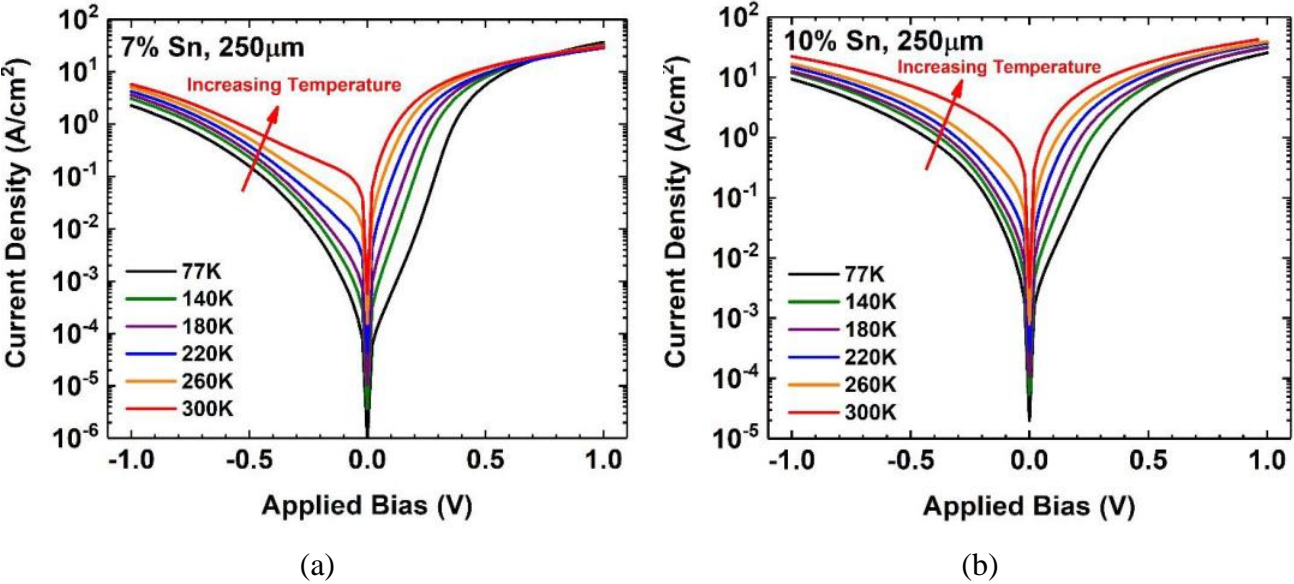 7% Sn, 250μm
Increasing Temperature
Current Density (A/cm²)
10²
10¹
10⁰
10⁻¹
10⁻²
10⁻³
10⁻⁴
10⁻⁵
10⁻⁶
77K
140K
180K
220K
260K
300K
-1.0 -0.5 0.0 0.5 1.0
Applied Bias (V)
(a)
10% Sn, 250μm
Increasing Temperature
Current Density (A/cm²)
10²
10¹
10⁰
10⁻¹
10⁻²
10⁻³
10⁻⁴
10⁻⁵
77K
140K
180K
220K
260K
300K
-1.0 -0.5 0.0 0.5 1.0
Applied Bias (V)
(b)